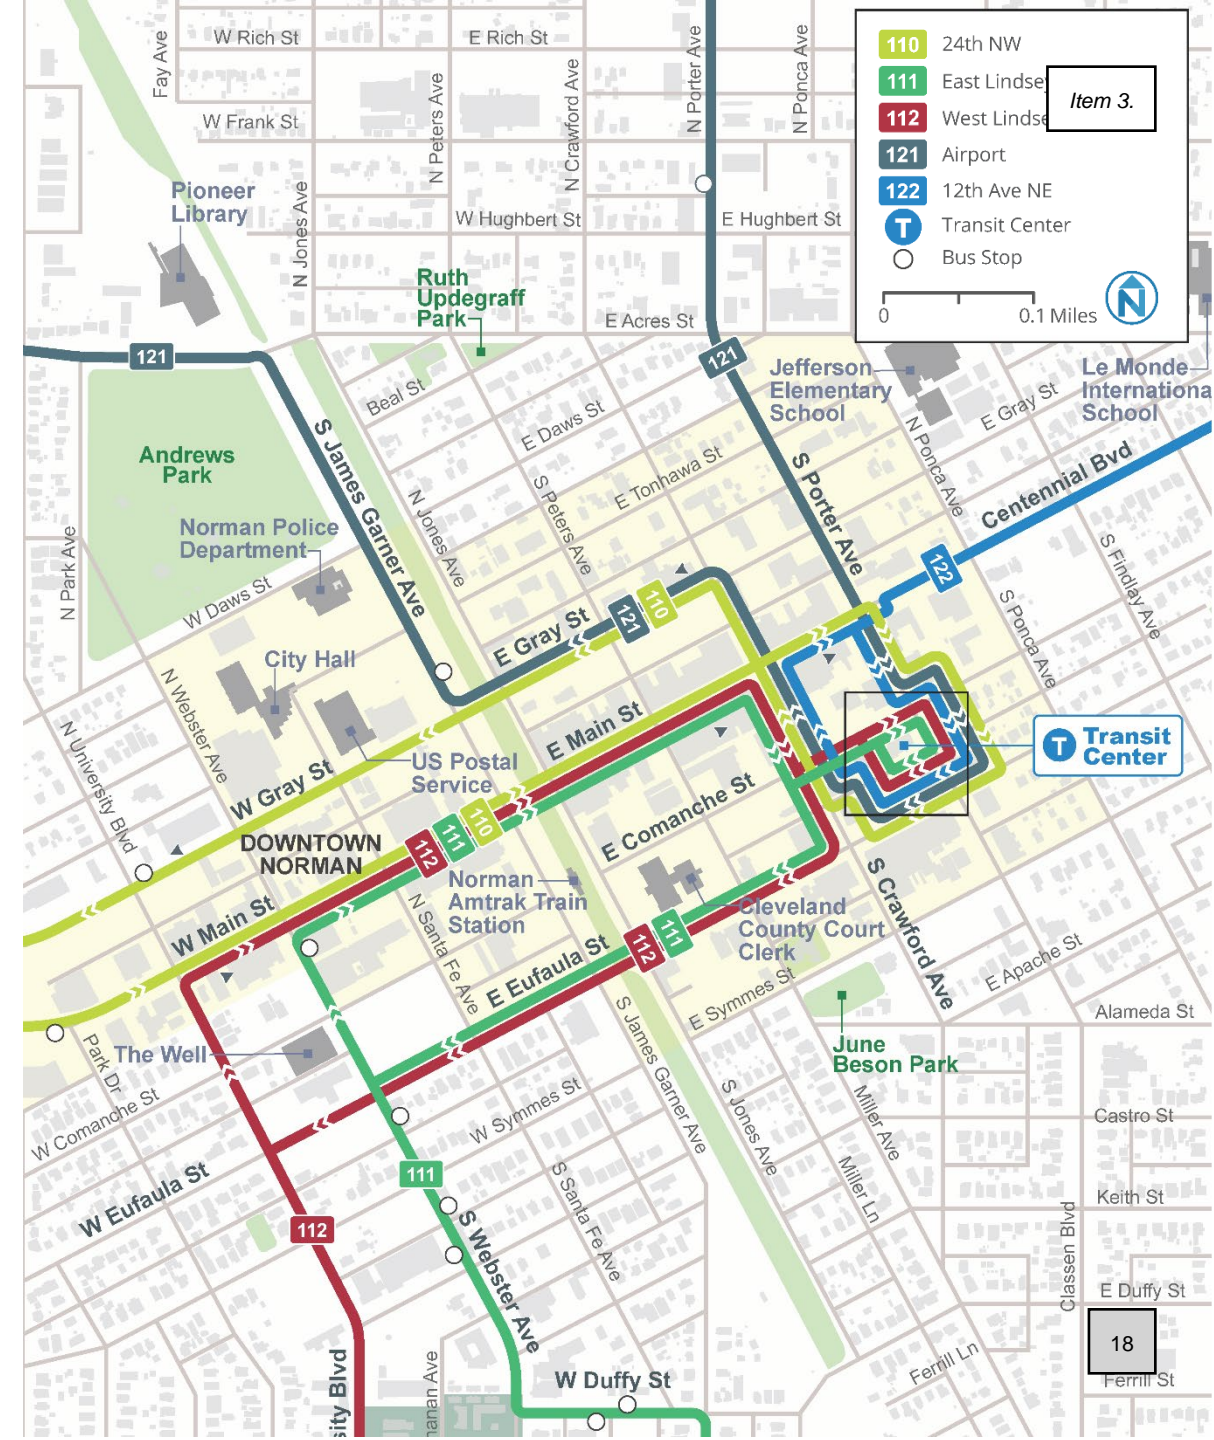 W Rich St
E Rich St
Fay Ave
N Porter Ave
N Ponca Ave
110 24th NW
111 East Lindse
112 West Lindse
121 Airport
122 12th Ave NE
T Transit Center
Bus Stop
0 0.1 Miles
N
Item 3.
W Frank St
N Peters Ave
N Crawford Ave
Pioneer
Library
N Jones Ave
W Hughbert St
E Hughbert St
Ruth
Updegraff
Park
E Acres St
121
121
Jefferson
Elementary
School
Le Monde
Internationa
School
Beal St
E Daws St
E Gray St
N Ponca Ave
Andrews
Park
S James Garner Ave
N Jones Ave
S Peters Ave
E Tonhawa St
S Porter Ave
Centennial Bvd
Norman Police
Department
N Park Ave
W Daws St
S Findlay Ave
122
S Ponca Ave
121
110
E Gray St
City Hall
N Webster Ave
N University Blvd
E Main St
US Postal
Service
T Transit
Center
W Gray St
E Comanche St
DOWNTOWN
NORMAN
112
111
110
Norman
Amtrak Train
Station
S Crawford Ave
Cleveland
County Court
Clerk
W Main St
N Santa Fe Ave
112
111
E Eufaula St
E Symmes St
E Apache St
Alameda St
The Well
Park Dr
June
Beson Park
S James Garner Ave
S Jones Ave
Miller Ave
W Comanche St
W Symmes St
Castro St
111
W Eufaula St
S Santa Fe Ave
Miller Ln
Keith St
112
S Webster Ave
Classen Blvd
E Duffy St
18
W Duffy St
Ferrill Ln
Ferrill St
sity Blvd
hanan Ave